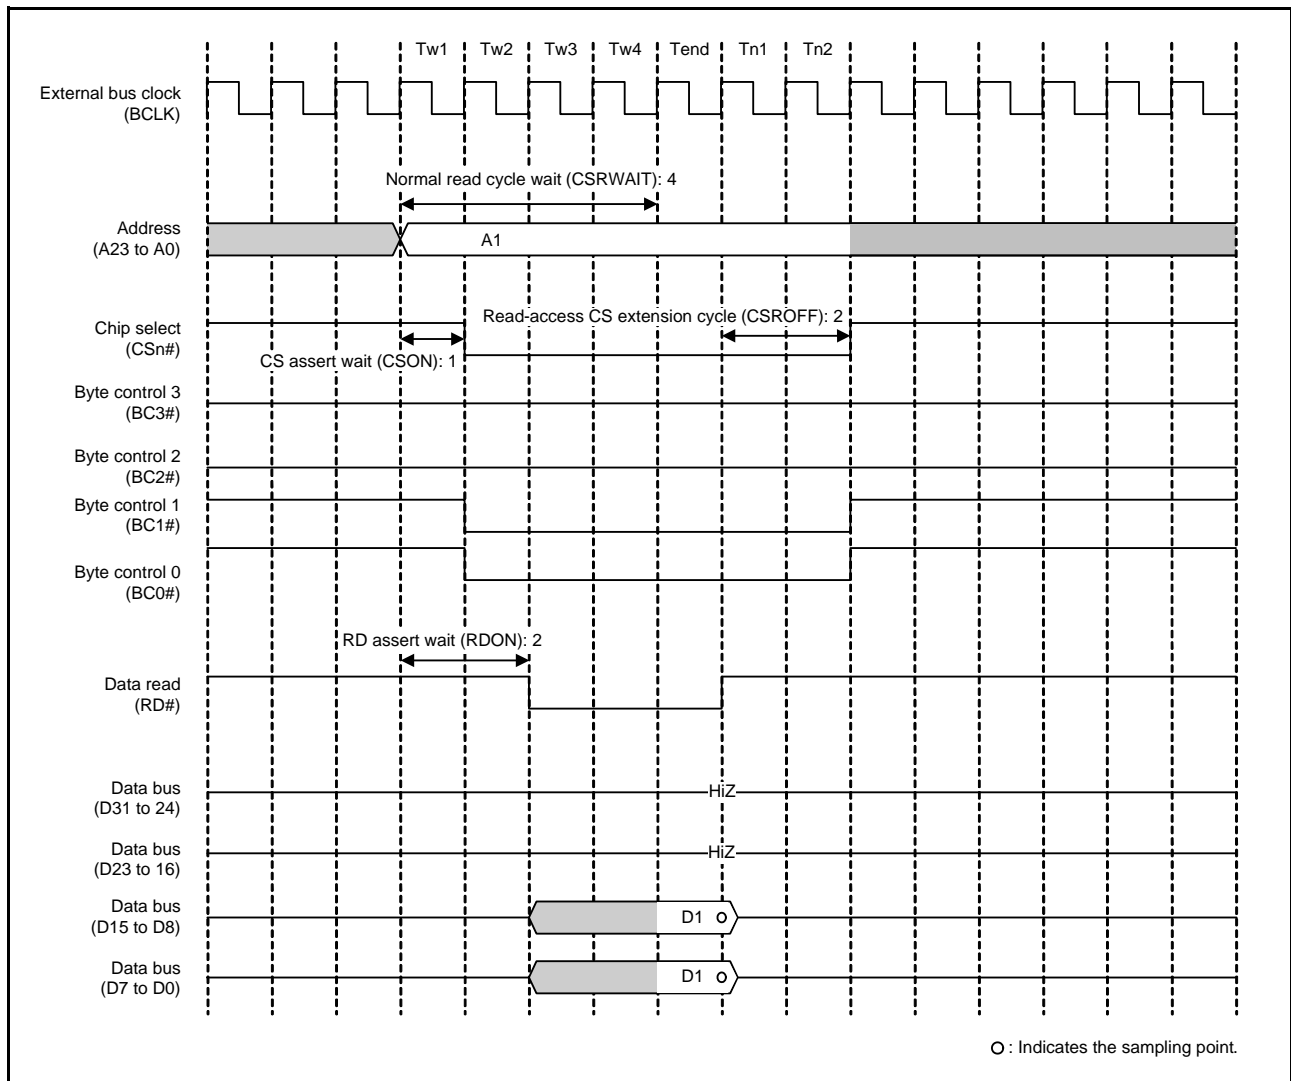 Tw1 Tw2 Tw3 Tw4 Tend Tn1 Tn2
External bus clock
(BCLK)
Normal read cycle wait (CSRWAIT): 4
Address
(A23 to A0)
A1
Read-access CS extension cycle (CSROFF): 2
Chip select
(CSn#)
CS assert wait (CSON): 1
Byte control 3
(BC3#)
Byte control 2
(BC2#)
Byte control 1
(BC1#)
Byte control 0
(BC0#)
RD assert wait (RDON): 2
Data read
(RD#)
Data bus
(D31 to 24)
HiZ
Data bus
(D23 to 16)
HiZ
Data bus
(D15 to D8)
D1
Data bus
(D7 to D0)
D1
: Indicates the sampling point.